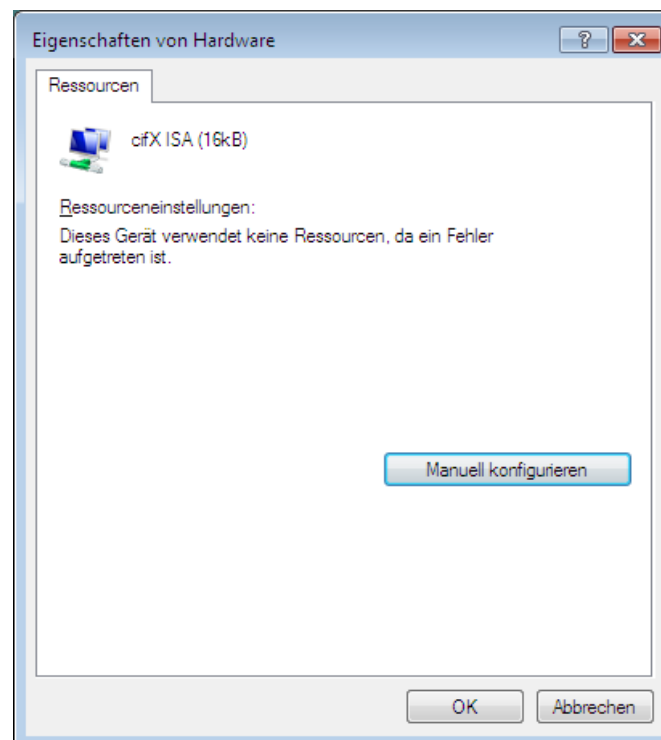 Eigenschaften von Hardware
Ressourcen
cifX ISA (16kB)
Ressourceneinstellungen:
Dieses Gerät verwendet keine Ressourcen, da ein Fehler
aufgetreten ist.
Manuell konfigurieren
OK
Abbrechen